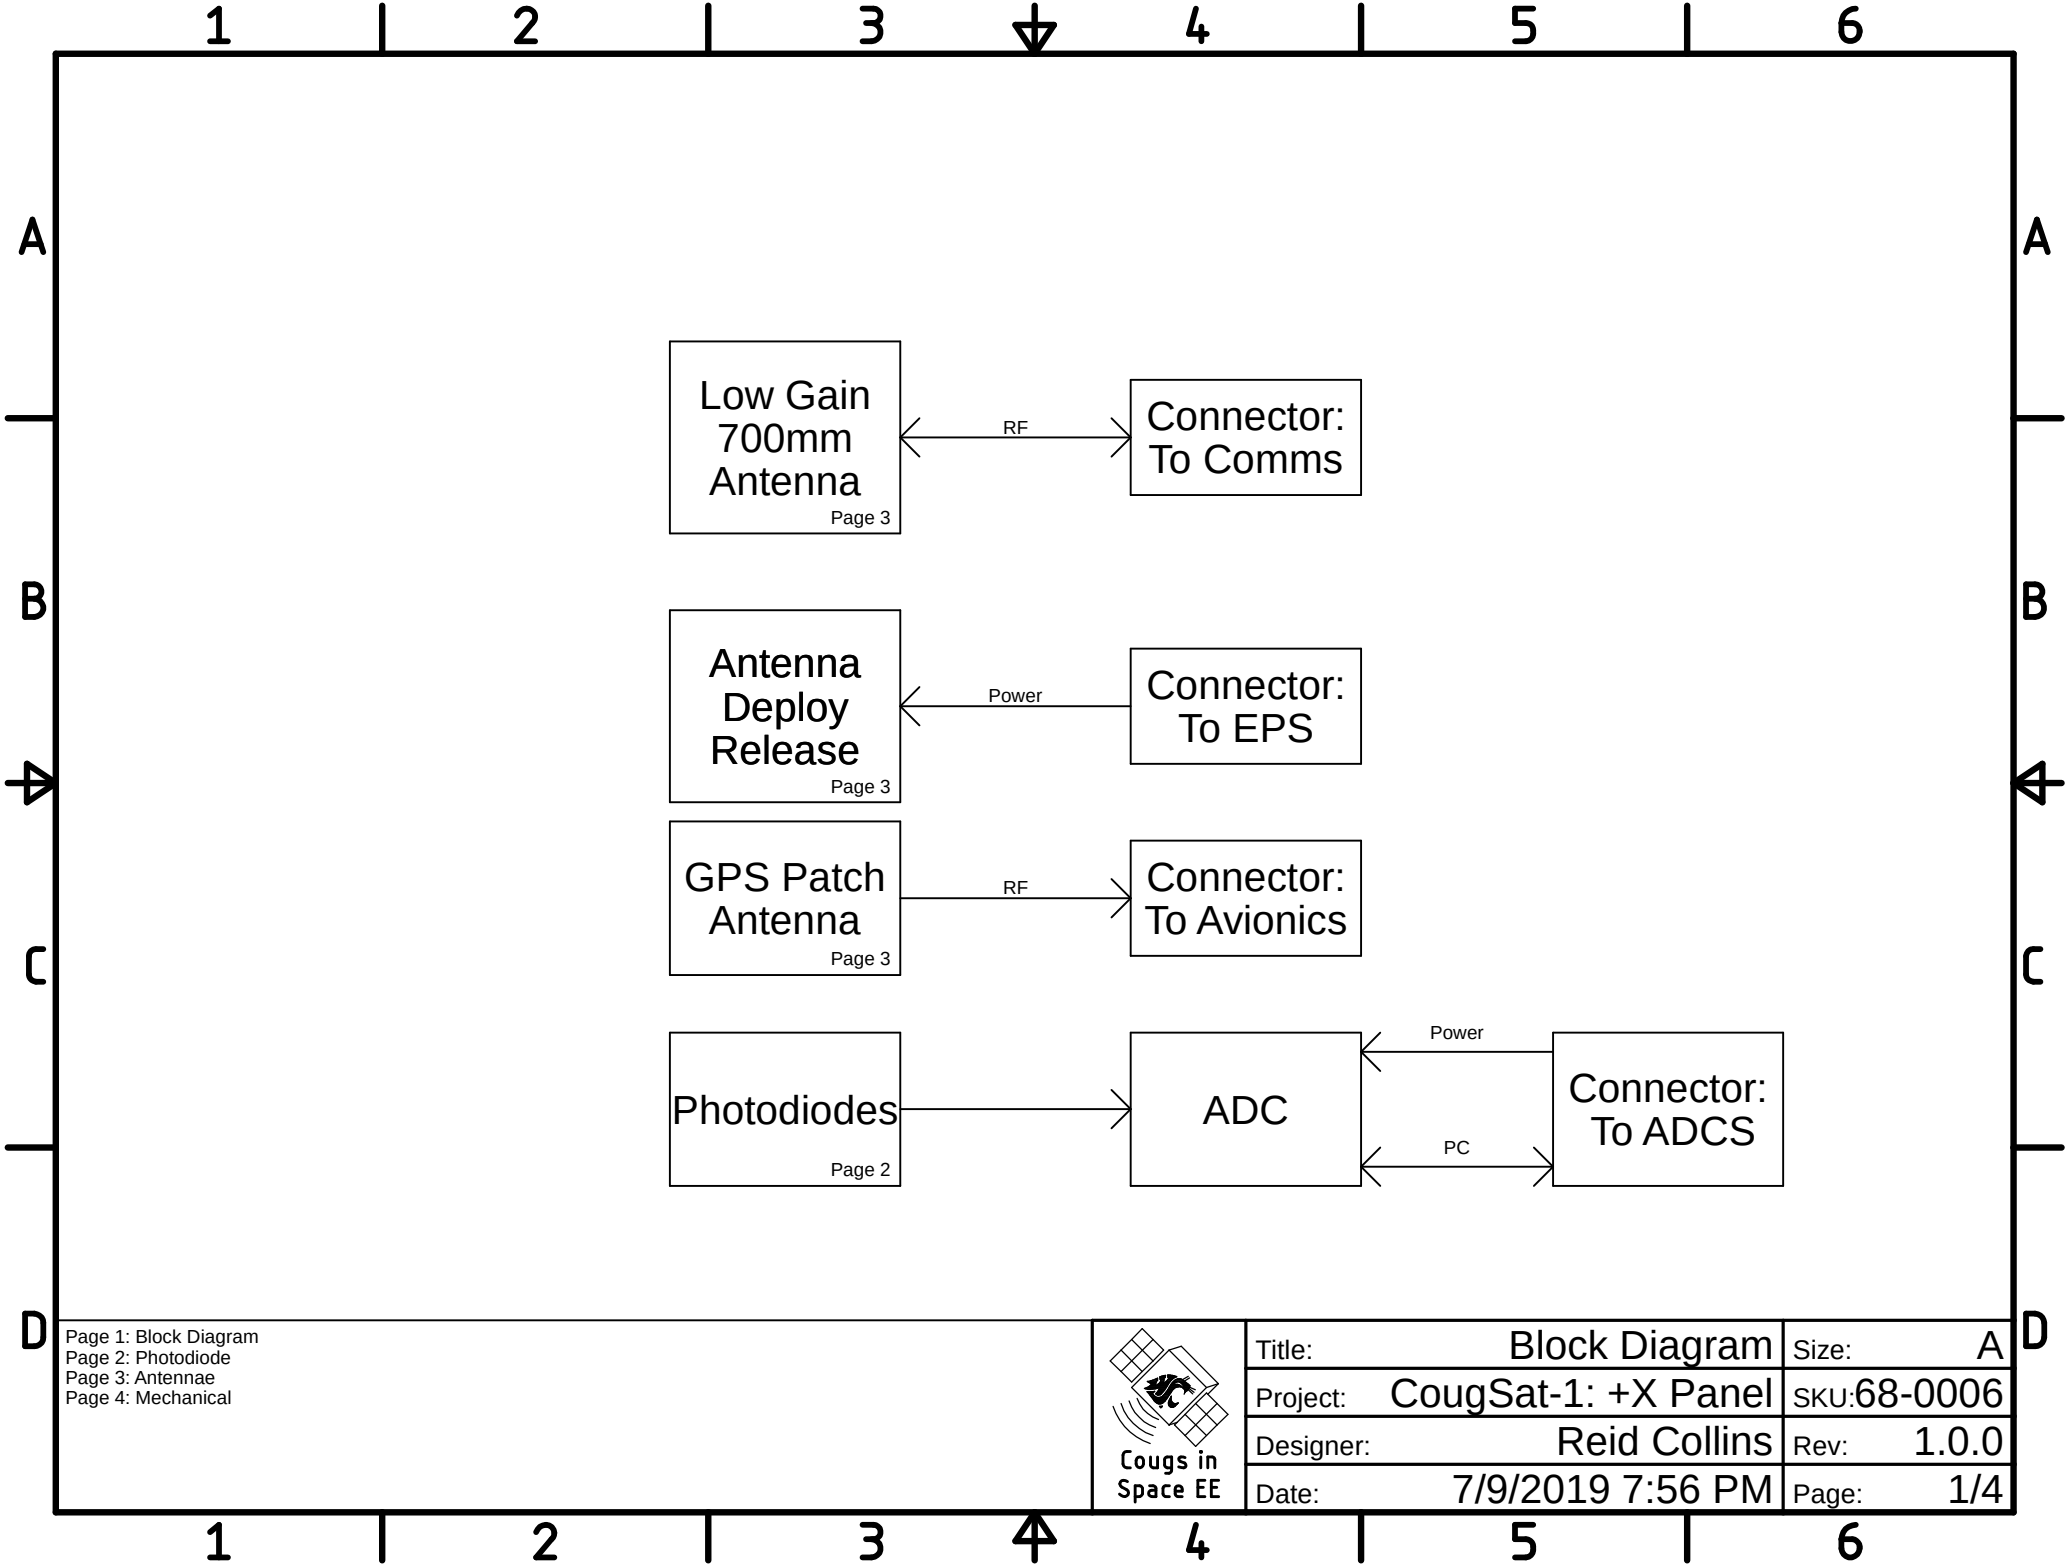 1 2 3 4 5 6
A A
Low Gain
700mm
Antenna
Page 3
RF
Connector:
To Comms
B B
Antenna
Deploy
Release
Page 3
Power
Connector:
To EPS
GPS Patch
Antenna
Page 3
RF
Connector:
To Avionics
C C
Photodiodes
Page 2
ADC
Power
PC
Connector:
To ADCS
D D
Page 1: Block Diagram
Page 2: Photodiode
Page 3: Antennae
Page 4: Mechanical
Cougs in
Space EE
Title: Block Diagram Size: A
Project: CougSat-1: +X Panel SKU:68-0006
Designer: Reid Collins Rev: 1.0.0
Date: 7/9/2019 7:56 PM Page: 1/4
1 2 3 4 5 6